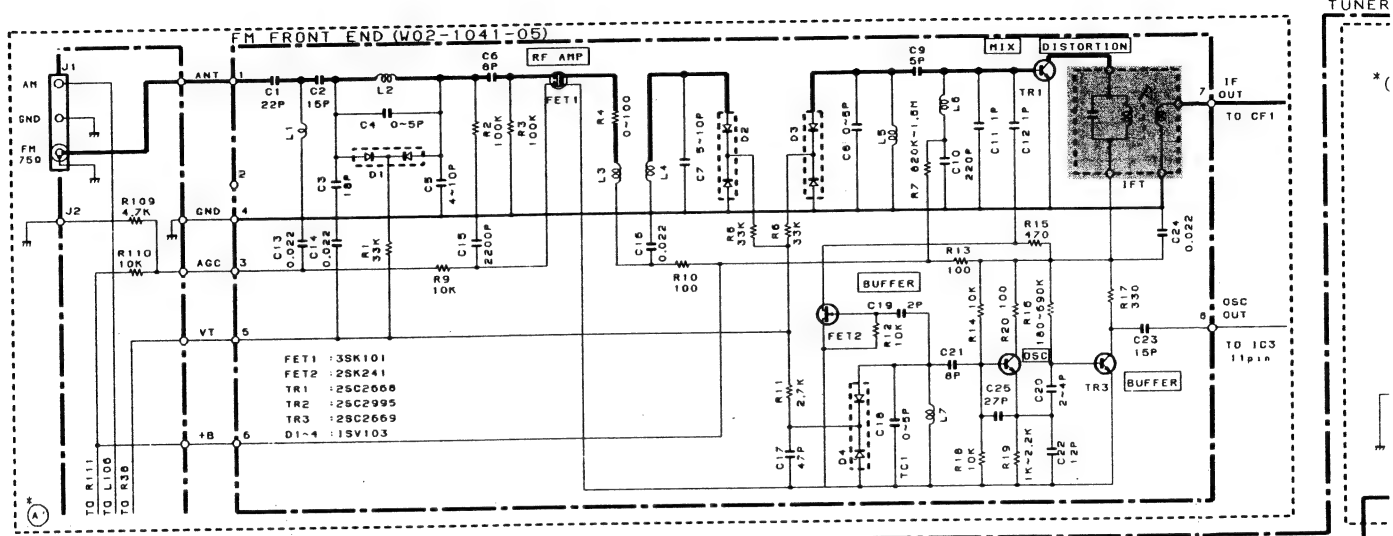 TUNER
FM FRONT END (W02-1041-05)
J1
AM
GND
FM
75Ω
ANT
1
C1
22P
C2
15P
L2
C4 0~5P
L1
C3
18P
D1
C5
4~10P
C6
8P
R2
100K
R3
100K
RF AMP
FET1
R4
0~100
L3
L4
C7 5~10P
D2
D3
C9
5P
C8 0~5P
L5
R7 820K~1.5M
L6
C10
220P
C11 1P
C12 1P
MIX
DISTORTION
TR1
IFT
7
IF
OUT
TO CF1
2
J2
R109
4.7K
GND
4
R110
10K
AGC
3
C13
0.022
C14
0.022
R1
33K
R9
10K
C15
2200P
C16
0.022
R10
100
R5
33K
R6
33K
R15
470
R13
100
C24
0.022
VT
5
BUFFER
C19 2P
FET2
R12
10K
R14 10K
R20 100
R16
180~690K
R17
330
OSC
OUT
C23
15P
TO IC3
11pin
FET1 :3SK101
FET2 :2SK241
TR1 :2SC2668
TR2 :2SC2995
TR3 :2SC2669
D1~4 :1SV103
C21
8P
OSC
TR3
BUFFER
R11
2.7K
C17
47P
D4
C18
0~5P
TC1
L7
C25
27P
R18
10K
R19
1K~2.2K
C20
2~4P
C22
12P
+B
6
TO R111
TO L106
TO R38
*
A'